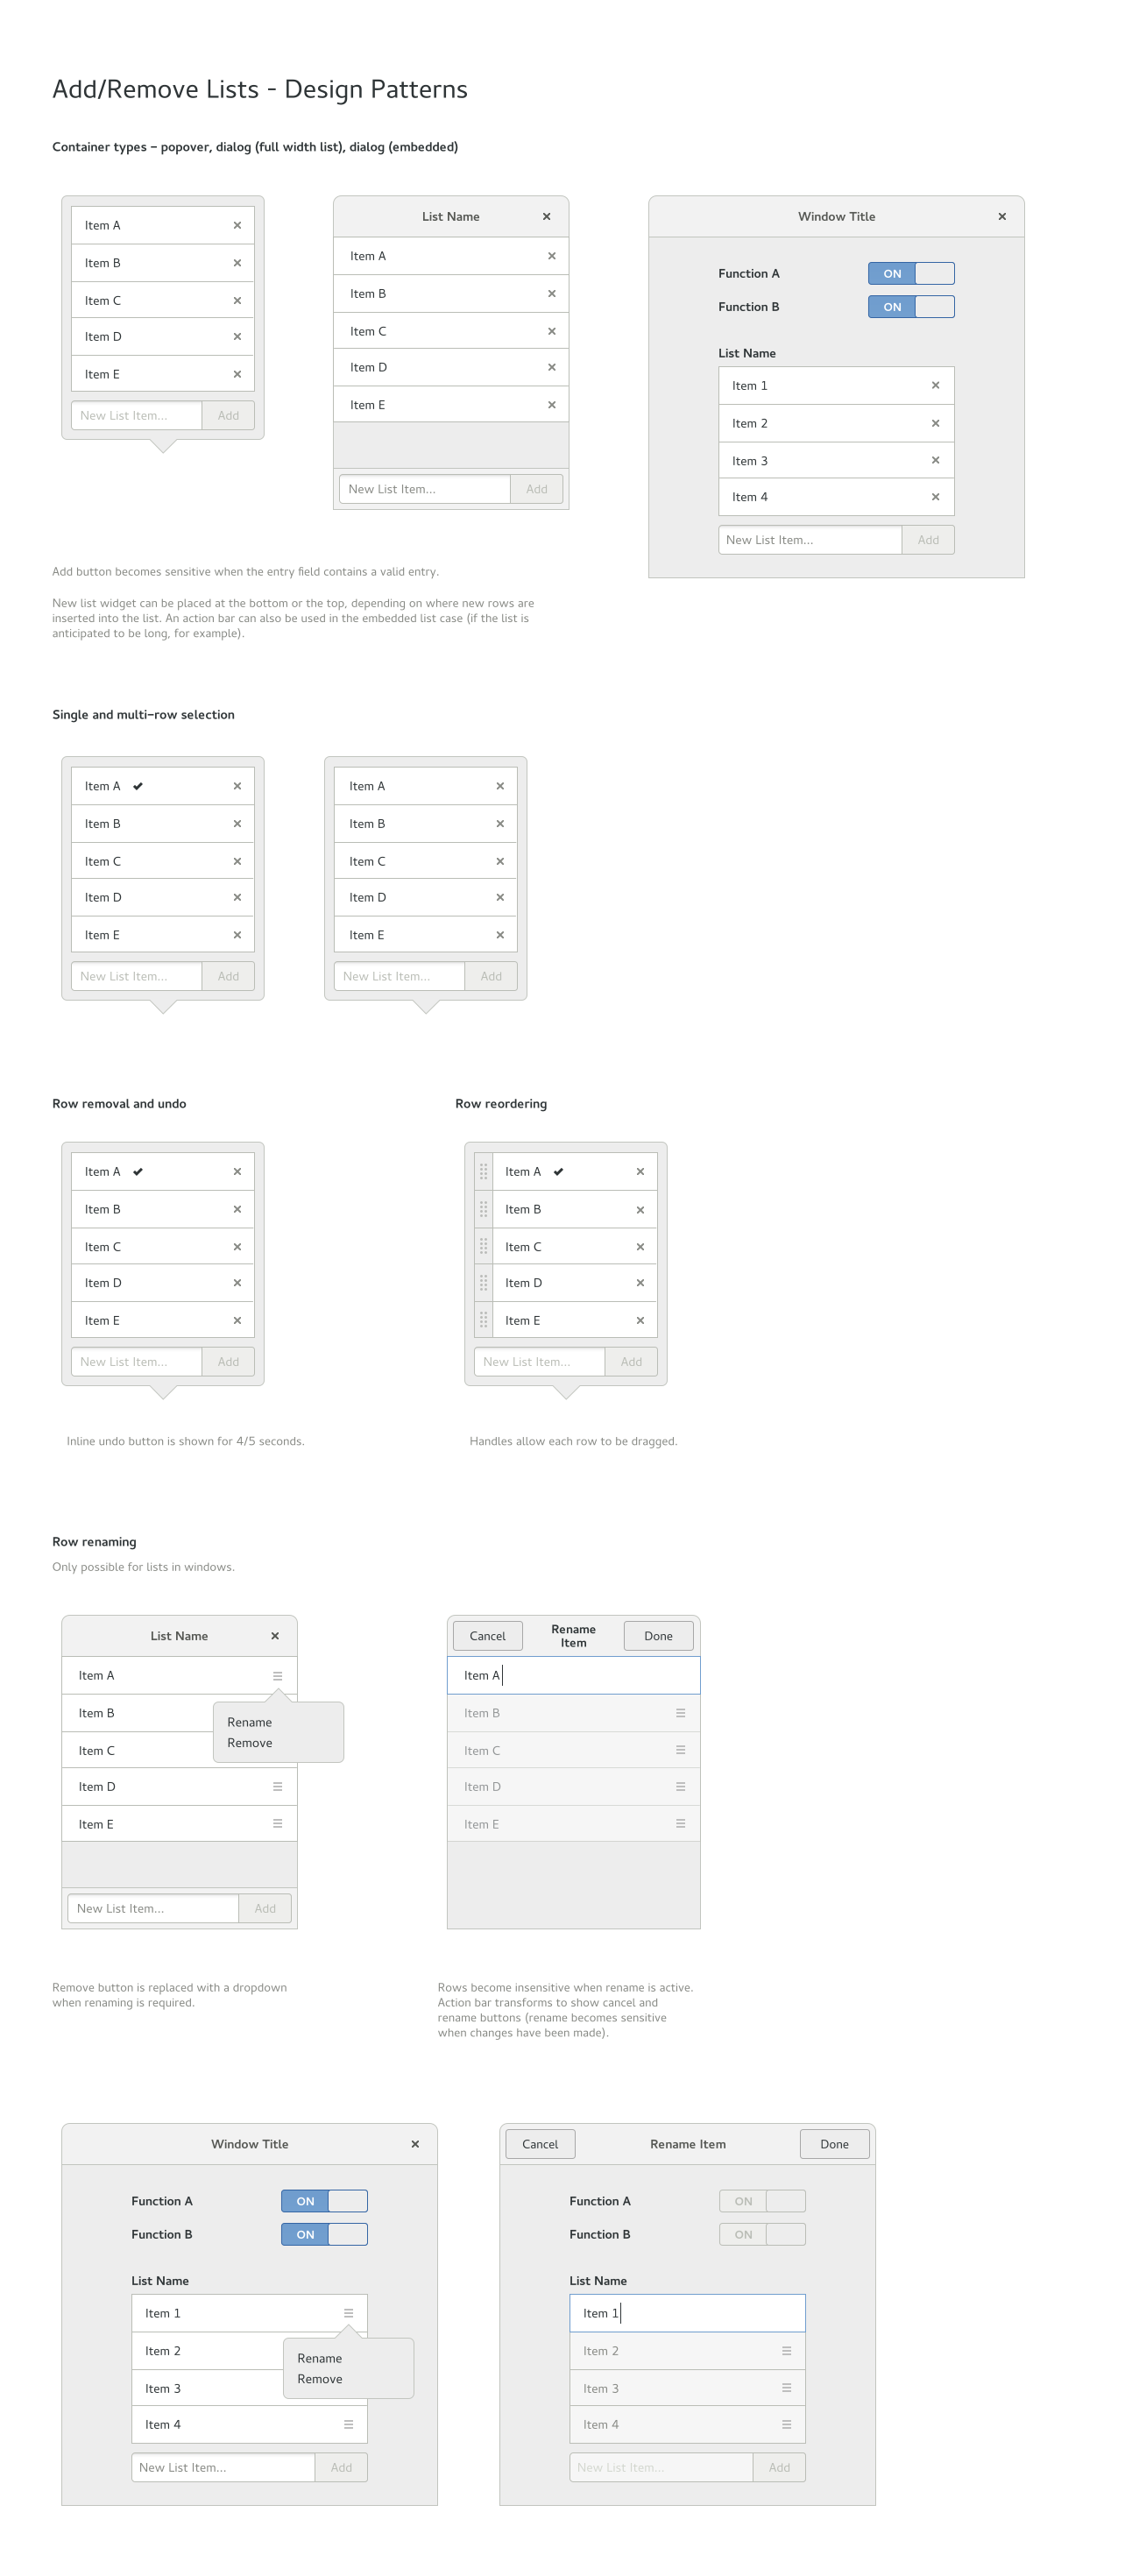 Add/Remove Lists - Design Patterns
Container types – popover, dialog (full width list), dialog (embedded)
Item A
Item B
Item C
Item D
Item E
New List Item...
Add
List Name
Item A
Item B
Item C
Item D
Item E
New List Item...
Add
Window Title
Function A
ON
Function B
ON
List Name
Item 1
Item 2
Item 3
Item 4
New List Item...
Add
Add button becomes sensitive when the entry field contains a valid entry.
New list widget can be placed at the bottom or the top, depending on where new rows are
inserted into the list. An action bar can also be used in the embedded list case (if the list is
anticipated to be long, for example).
Single and multi–row selection
Item A
Item B
Item C
Item D
Item E
New List Item...
Add
Item A
Item B
Item C
Item D
Item E
New List Item...
Add
Row removal and undo
Item A
Item B
Item C
Item D
Item E
New List Item...
Add
Inline undo button is shown for 4/5 seconds.
Row reordering
Item A
Item B
Item C
Item D
Item E
New List Item...
Add
Handles allow each row to be dragged.
Row renaming
Only possible for lists in windows.
List Name
Item A
Item B
Rename
Remove
Item C
Item D
Item E
New List Item...
Add
Remove button is replaced with a dropdown
when renaming is required.
Cancel
Rename
Item
Done
Item A
Item B
Item C
Item D
Item E
Rows become insensitive when rename is active.
Action bar transforms to show cancel and
rename buttons (rename becomes sensitive
when changes have been made).
Window Title
Function A
ON
Function B
ON
List Name
Item 1
Item 2
Rename
Remove
Item 3
Item 4
New List Item...
Add
Cancel
Rename Item
Done
Function A
ON
Function B
ON
List Name
Item 1
Item 2
Item 3
Item 4
New List Item...
Add